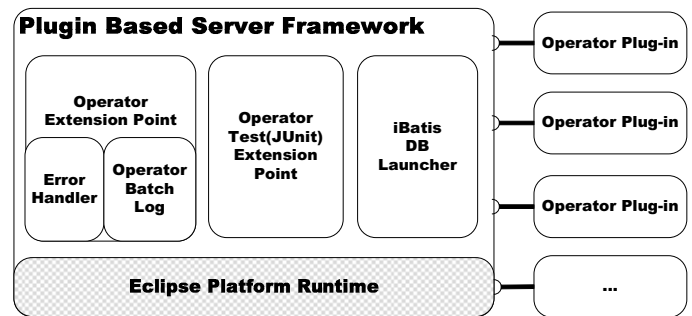 Plugin Based Server Framework
Operator
Extension Point
Error
Handler
Operator
Batch
Log
Operator
Test(JUnit)
Extension
Point
iBatis
DB
Launcher
Eclipse Platform Runtime
Operator Plug-in
Operator Plug-in
Operator Plug-in
...